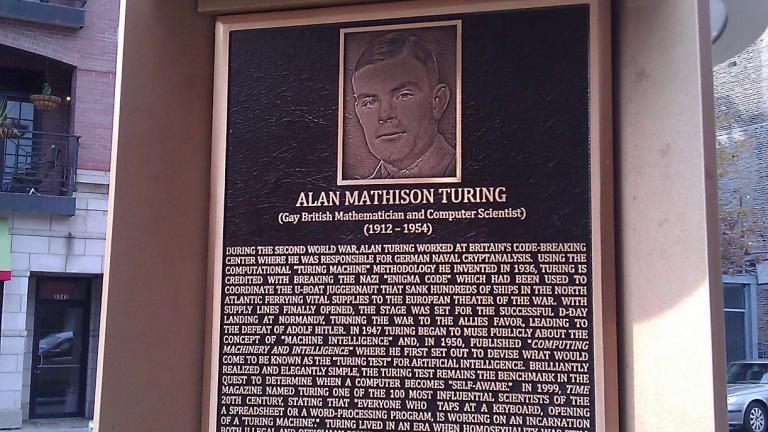 ALAN MATHISON TURING
(Gay British Mathematician and Computer Scientist)
(1912 – 1954)
DURING THE SECOND WORLD WAR, ALAN TURING WORKED AT BRITAIN'S CODE-BREAKING
CENTER WHERE HE WAS RESPONSIBLE FOR GERMAN NAVAL CRYPTANALYSIS. USING THE
COMPUTATIONAL "TURING MACHINE" METHODOLOGY HE INVENTED IN 1936, TURING IS
CREDITED WITH BREAKING THE NAZI "ENIGMA CODE" WHICH HAD BEEN USED TO
COORDINATE THE U-BOAT JUGGERNAUT THAT SANK HUNDREDS OF SHIPS IN THE NORTH
ATLANTIC FERRYING VITAL SUPPLIES TO THE EUROPEAN THEATER OF THE WAR. WITH
SUPPLY LINES FINALLY OPENED, THE STAGE WAS SET FOR THE SUCCESSFUL D-DAY
LANDING AT NORMANDY, TURNING THE WAR TO THE ALLIES FAVOR, LEADING TO
THE DEFEAT OF ADOLF HITLER. IN 1947 TURING BEGAN TO MUSE PUBLICLY ABOUT THE
CONCEPT OF "MACHINE INTELLIGENCE" AND, IN 1950, PUBLISHED "COMPUTING
MACHINERY AND INTELLIGENCE" WHERE HE FIRST SET OUT TO DEVISE WHAT WOULD
COME TO BE KNOWN AS THE "TURING TEST" FOR ARTIFICIAL INTELLIGENCE. BRILLIANTLY
REALIZED AND ELEGANTLY SIMPLE, THE TURING TEST REMAINS THE BENCHMARK IN THE
QUEST TO DETERMINE WHEN A COMPUTER BECOMES "SELF-AWARE." IN 1999, TIME
MAGAZINE NAMED TURING ONE OF THE 100 MOST INFLUENTIAL SCIENTISTS OF THE
20TH CENTURY, STATING THAT "EVERYONE WHO TAPS AT A KEYBOARD, OPENING
A SPREADSHEET OR A WORD-PROCESSING PROGRAM, IS WORKING ON AN INCARNATION
OF A "TURING MACHINE." TURING LIVED IN AN ERA WHEN HOMOSEXUALITY WAS